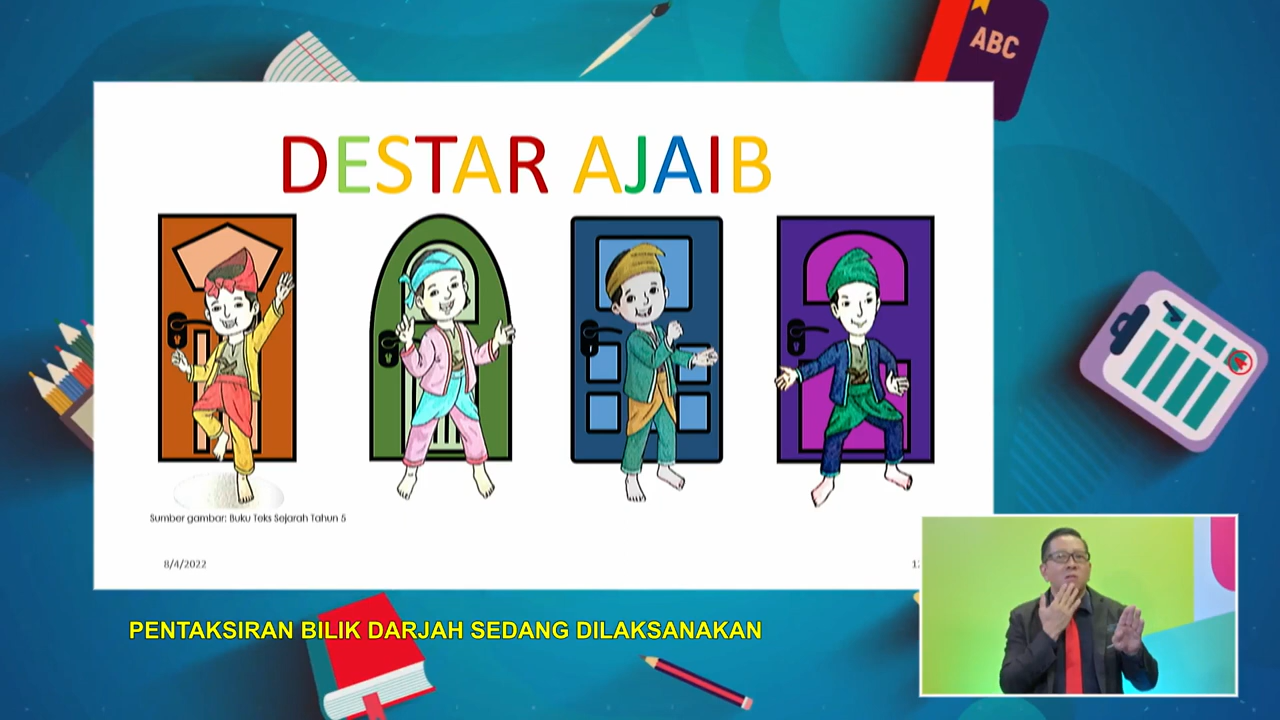 ABC
DESTAR AJAIB
Sumber gambar: Buku Teks Sejarah Tahun 5
8/4/2022
PENTAKSIRAN BILIK DARJAH SEDANG DILAKSANAKAN